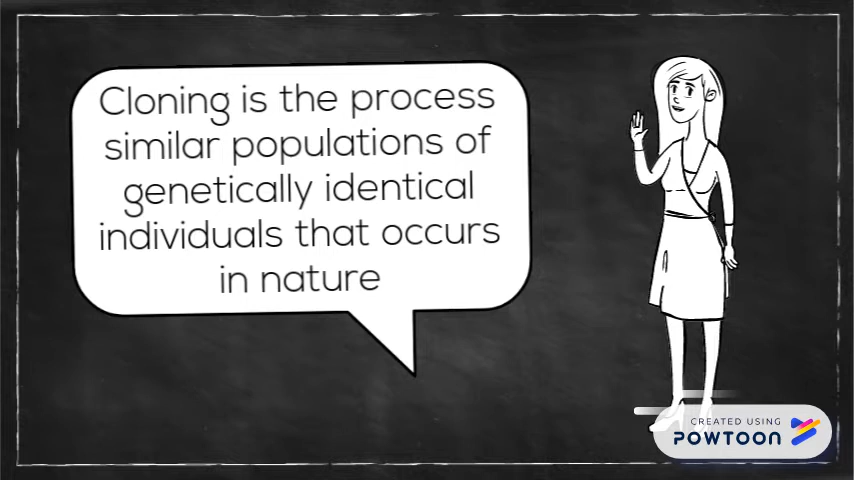 Cloning is the process
similar populations of
genetically identical
individuals that occurs
in nature
CREATED USING
POWTOON